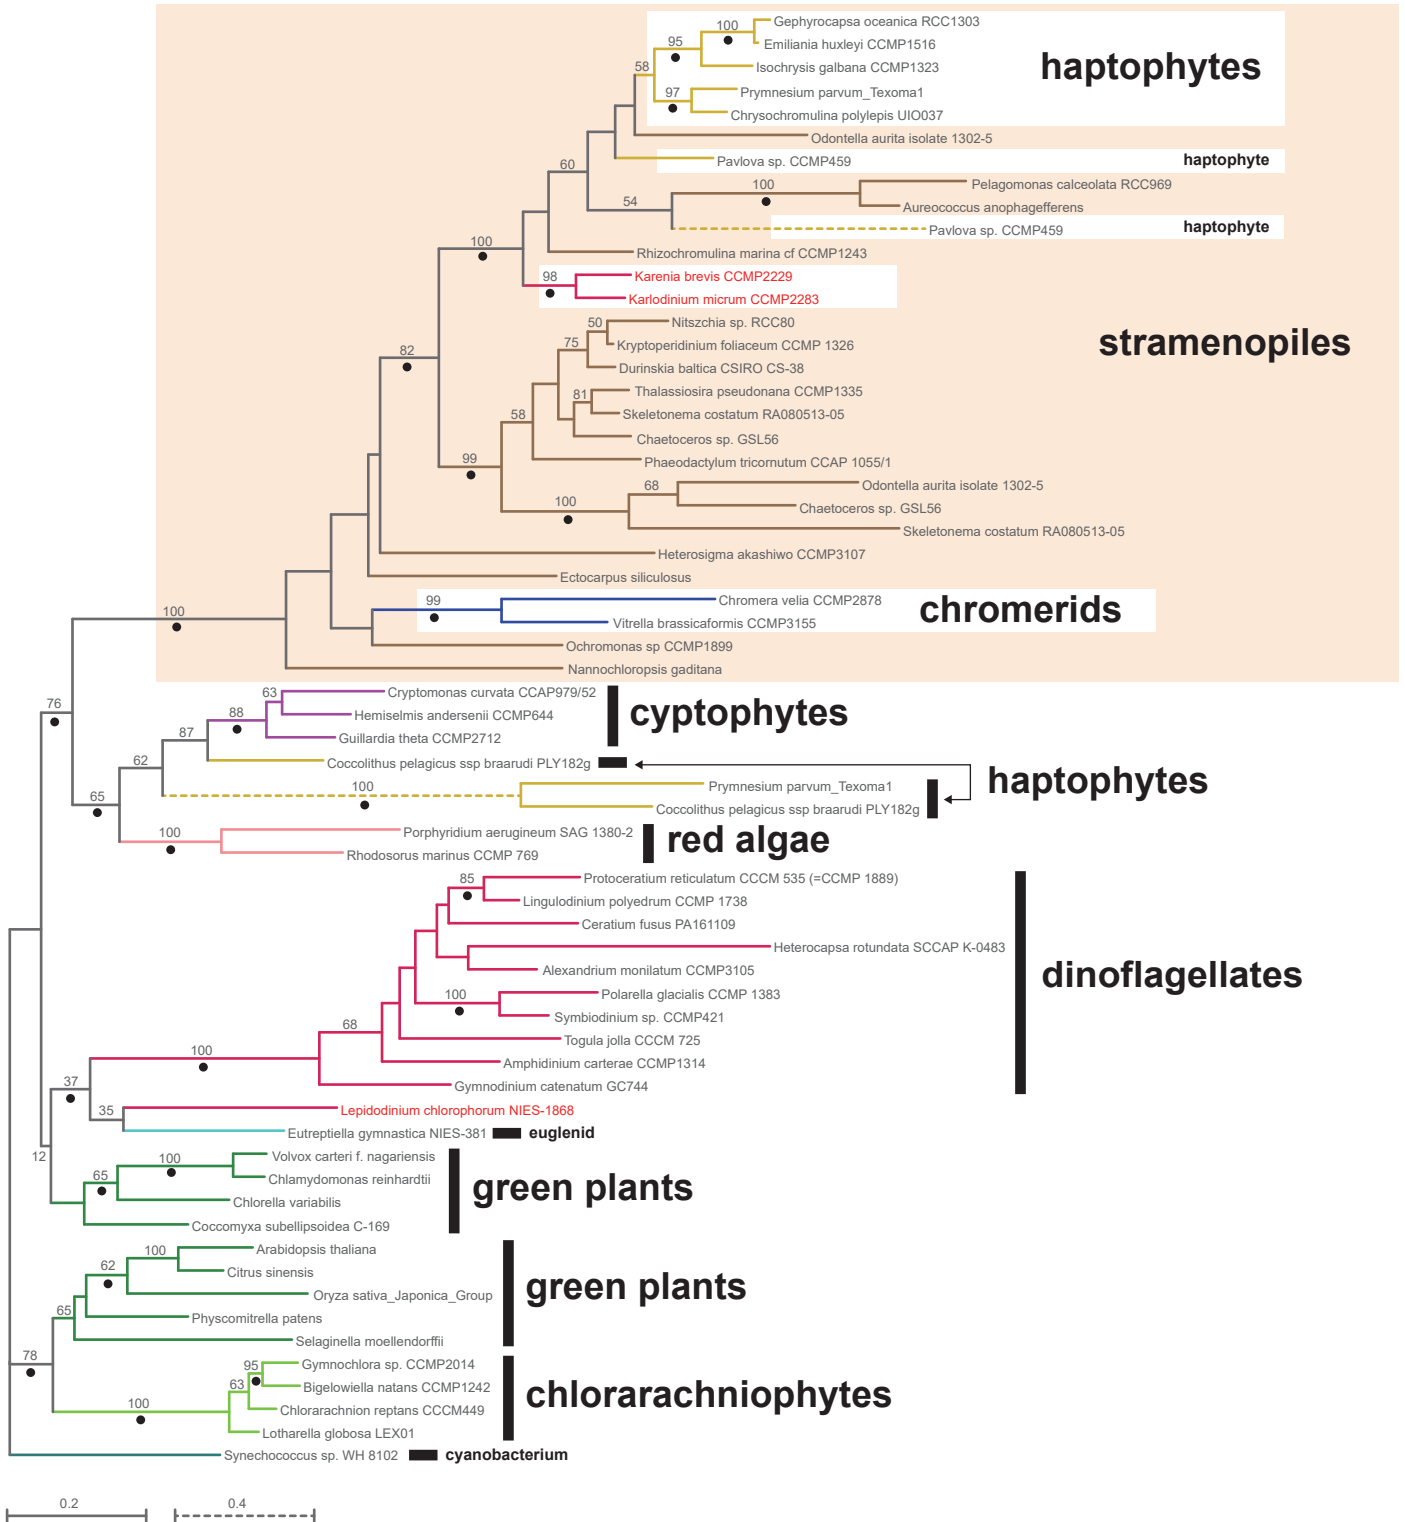 Gephyrocapsa oceanica RCC1303
100
Emiliania huxleyi CCMP1516
95
haptophytes
58
Isochrysis galbana CCMP1323
Prymnesium parvum_Texoma1
97
Chrysochromulina polylepis UIO037
Odontella aurita isolate 1302-5
60
Pavlova sp. CCMP459
haptophyte
100
Pelagomonas calceolata RCC969
54
Aureococcus anophagefferens
Pavlova sp. CCMP459
haptophyte
100
Rhizochromulina marina cf CCMP1243
98
Karenia brevis CCMP2229
Karlodinium micrum CCMP2283
50
Nitszchia sp. RCC80
75
Kryptoperidinium foliaceum CCMP 1326
stramenopiles
82
Durinskia baltica CSIRO CS-38
81
Thalassiosira pseudonana CCMP1335
58
Skeletonema costatum RA080513-05
Chaetoceros sp. GSL56
99
Phaeodactylum tricornutum CCAP 1055/1
68
Odontella aurita isolate 1302-5
100
Chaetoceros sp. GSL56
Skeletonema costatum RA080513-05
Heterosigma akashiwo CCMP3107
Ectocarpus siliculosus
99
Chromera velia CCMP2878
chromerids
100
Vitrella brassicaformis CCMP3155
Ochromonas sp CCMP1899
Nannochloropsis gaditana
76
63
Cryptomonas curvata CCAP979/52
88
Hemiselmis andersenii CCMP644
cyptophytes
87
Guillardia theta CCMP2712
62
Coccolithus pelagicus ssp braarudi PLY182g
haptophytes
100
Prymnesium parvum_Texoma1
65
Coccolithus pelagicus ssp braarudi PLY182g
100
Porphyridium aerugineum SAG 1380-2
red algae
Rhodosorus marinus CCMP 769
85
Protoceratium reticulatum CCCM 535 (=CCMP 1889)
Lingulodinium polyedrum CCMP 1738
Ceratium fusus PA161109
Heterocapsa rotundata SCCAP K-0483
Alexandrium monilatum CCMP3105
dinoflagellates
100
Polarella glacialis CCMP 1383
Symbiodinium sp. CCMP421
68
Togula jolla CCCM 725
100
Amphidinium carterae CCMP1314
37
Gymnodinium catenatum GC744
35
Lepidodinium chlorophorum NIES-1868
Eutreptiella gymnastica NIES-381
euglenid
12
100
Volvox carteri f. nagariensis
65
Chlamydomonas reinhardtii
green plants
Chlorella variabilis
Coccomyxa subellipsoidea C-169
100
Arabidopsis thaliana
62
Citrus sinensis
green plants
Oryza sativa_Japonica_Group
65
Physcomitrella patens
Selaginella moellendorffii
78
95
Gymnochlora sp. CCMP2014
63
Bigelowiella natans CCMP1242
chlorarachniophytes
100
Chlorarachnion reptans CCCM449
Lotharella globosa LEX01
Synechococcus sp. WH 8102
cyanobacterium
0.2
0.4